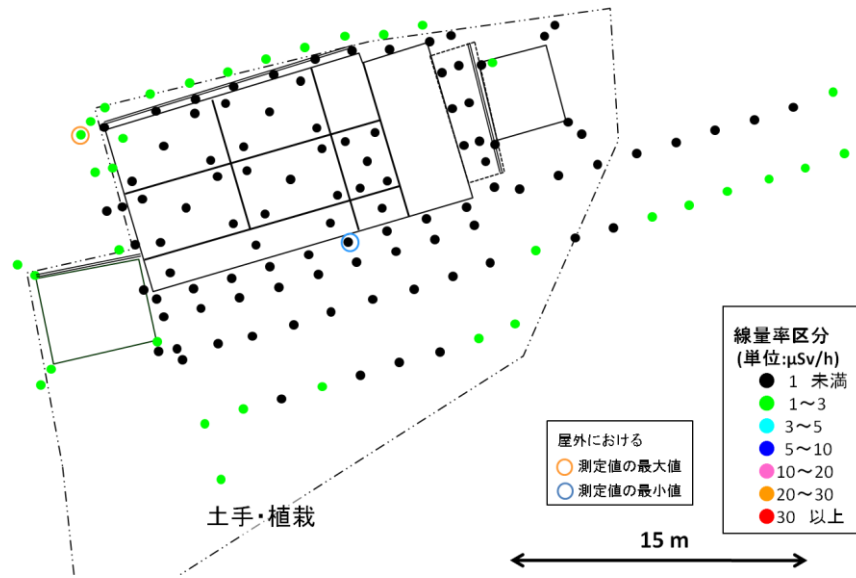 線量率区分
(単位:μSv/h)
1 未満
1～3
3～5
5～10
10～20
20～30
30 以上
屋外における
測定値の最大値
測定値の最小値
土手・植栽
15 m